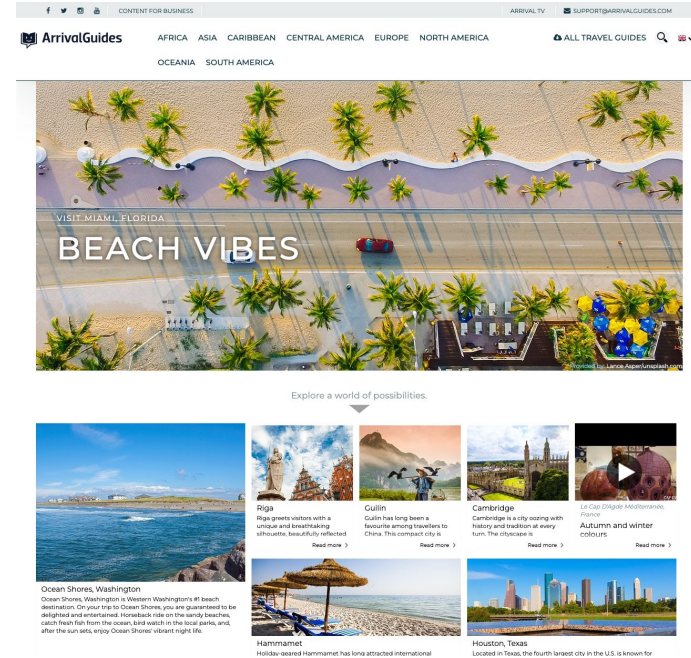 CONTENT FOR BUSINESS
ARRIVAL TV
SUPPORT@ARRIVALGUIDES.COM
ArrivalGuides
AFRICA ASIA CARIBBEAN CENTRAL AMERICA EUROPE NORTH AMERICA
ALL TRAVEL GUIDES
OCEANIA SOUTH AMERICA
VISIT MIAMI, FLORIDA
BEACH VIBES
Provided by: Lance Asper/unsplash.com
Explore a world of possibilities.
Ocean Shores, Washington
Ocean Shores, Washington is Western Washington's #1 beach
destination. On your trip to Ocean Shores, you are guaranteed to be
delighted and entertained. Horseback ride on the sandy beaches,
catch fresh fish from the ocean, bird watch in the local parks, and,
after the sun sets, enjoy Ocean Shores' vibrant night life.
Riga
Riga greets visitors with a
unique and breathtaking
silhouette, beautifully reflected
Read more
Guilin
Guilin has long been a
favourite among travellers to
China. This compact city is
Read more
Cambridge
Cambridge is a city oozing with
history and tradition at every
turn. The cityscape is
Read more
Le Cap D'Agde Méditerranée,
France
Autumn and winter
colours
Read more
Hammamet
Holiday-geared Hammamet has long attracted international
Houston, Texas
Located in Texas, the fourth largest city in the U.S. is known for